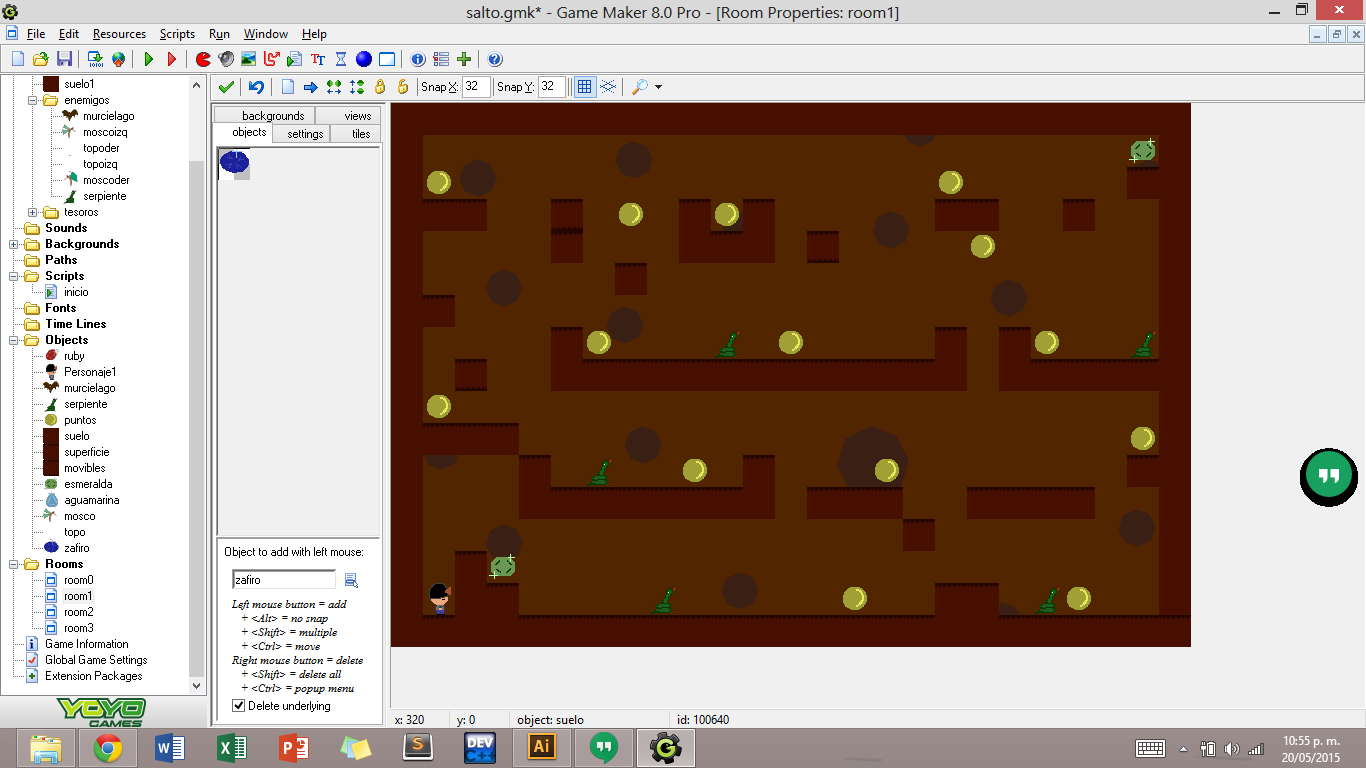 salto.gmk* - Game Maker 8.0 Pro - [Room Properties: room1]
File Edit Resources Scripts Run Window Help
Snap X: 32 Snap Y: 32
suelo1
enemigos
murcielago
moscoizq
topoder
topoizq
moscoder
serpiente
tesoros
Sounds
Backgrounds
Paths
Scripts
inicio
Fonts
Time Lines
Objects
ruby
Personaje1
murcielago
serpiente
puntos
suelo
superficie
movibles
esmeralda
aguamarina
mosco
topo
zafiro
Rooms
room0
room1
room2
room3
Game Information
Global Game Settings
Extension Packages
YOYO
GAMES
backgrounds views
objects settings tiles
Object to add with left mouse:
zafiro
Left mouse button = add
+ <Alt> = no snap
+ <Shift> = multiple
+ <Ctrl> = move
Right mouse button = delete
+ <Shift> = delete all
+ <Ctrl> = popup menu
Delete underlying
x: 320 y: 0 object: suelo id: 100640
DEV
C++
Ai
10:55 p. m.
20/05/2015